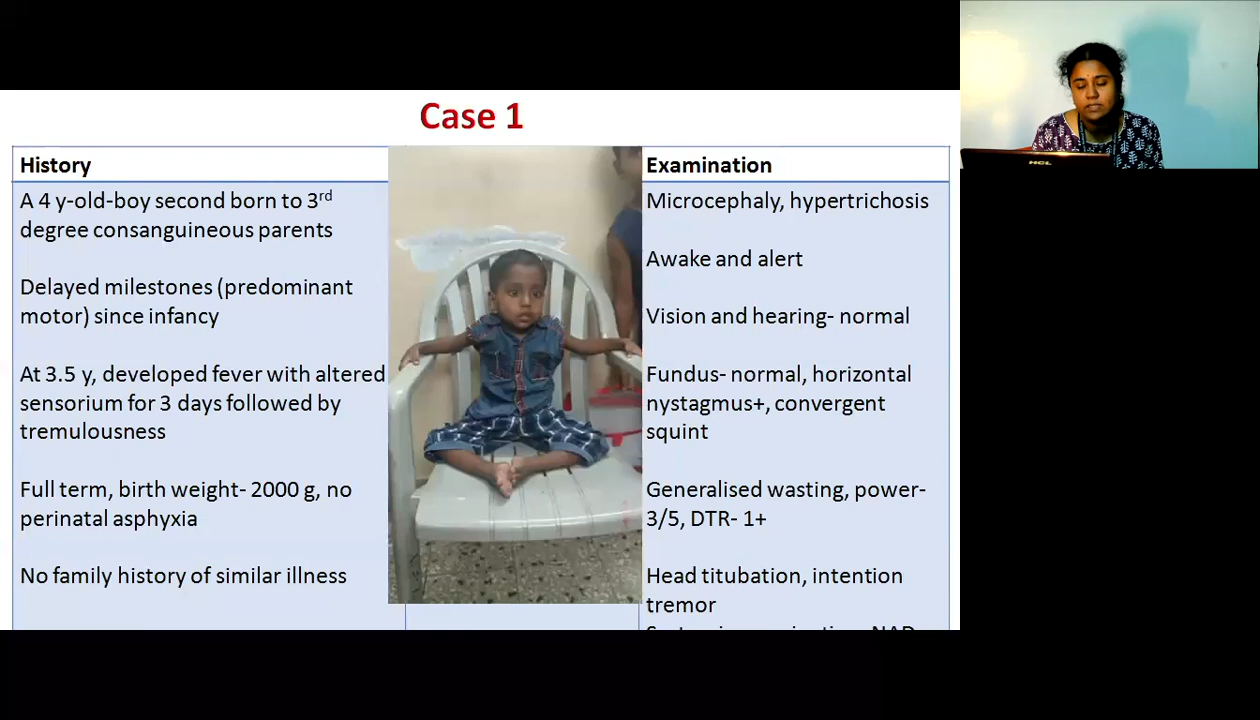 Case 1
History
A 4 y-old-boy second born to 3rd
degree consanguineous parents
Delayed milestones (predominant
motor) since infancy
At 3.5 y, developed fever with altered
sensorium for 3 days followed by
tremulousness
Full term, birth weight- 2000 g, no
perinatal asphyxia
No family history of similar illness
Examination
Microcephaly, hypertrichosis
Awake and alert
Vision and hearing- normal
Fundus- normal, horizontal
nystagmus+, convergent
squint
Generalised wasting, power-
3/5, DTR- 1+
Head titubation, intention
tremor
HCL